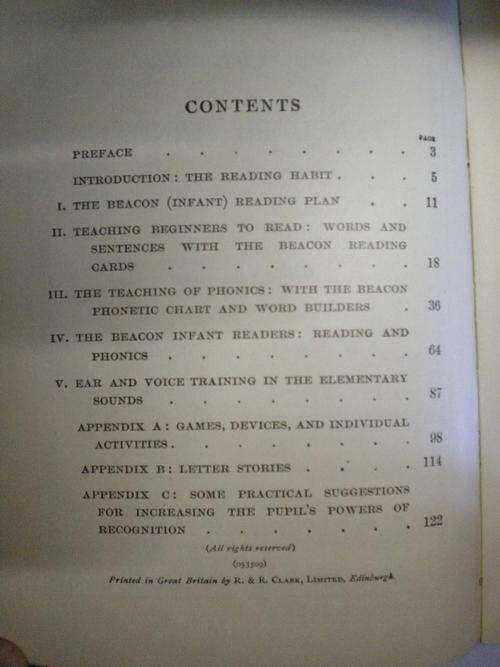 CONTENTS
PAGE
PREFACE . . . . . . . . 3
INTRODUCTION: THE READING HABIT . . . 5
I. THE BEACON (INFANT) READING PLAN . . 11
II. TEACHING BEGINNERS TO READ: WORDS AND
SENTENCES WITH THE BEACON READING
CARDS . . . . . . . . 18
III. THE TEACHING OF PHONICS: WITH THE BEACON
PHONETIC CHART AND WORD BUILDERS . 36
IV. THE BEACON INFANT READERS: READING AND
PHONICS . . . . . . . . 64
V. EAR AND VOICE TRAINING IN THE ELEMENTARY
SOUNDS . . . . . . . . 87
APPENDIX A: GAMES, DEVICES, AND INDIVIDUAL
ACTIVITIES . . . . . . . 98
APPENDIX B: LETTER STORIES . . . . 114
APPENDIX C: SOME PRACTICAL SUGGESTIONS
FOR INCREASING THE PUPIL'S POWERS OF
RECOGNITION . . . . . . . 122
(All rights reserved)
(053509)
Printed in Great Britain by R. & R. CLARK, LIMITED, Edinburgh.